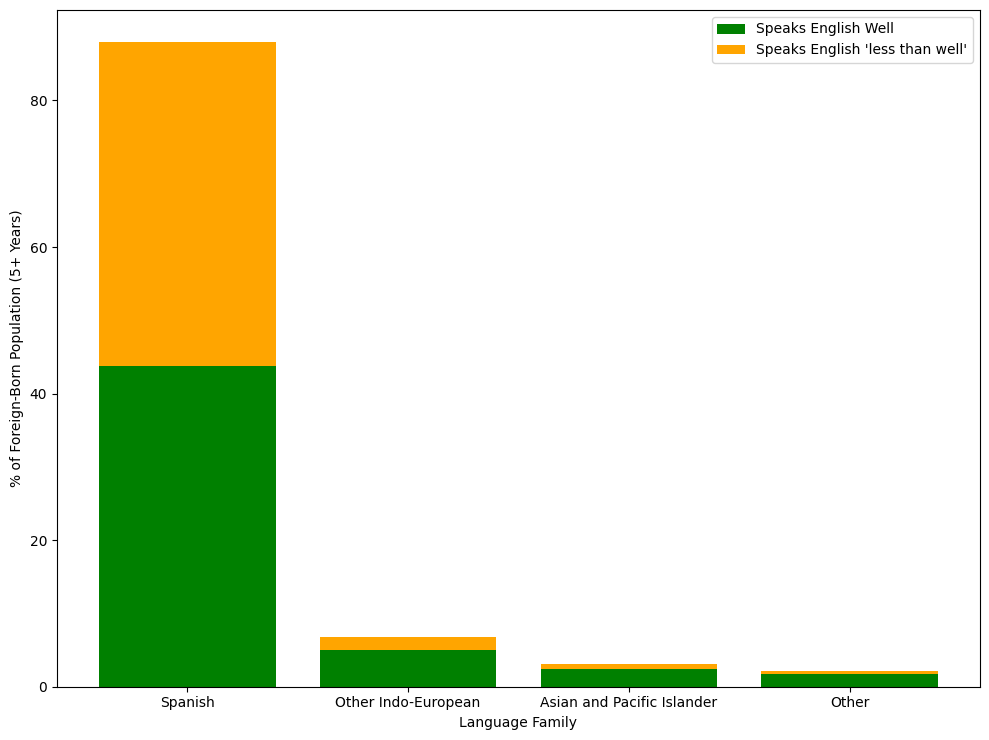 Speaks English Well
Speaks English 'less than well'
% of Foreign-Born Population (5+ Years)
80
60
40
20
0
Spanish
Other Indo-European
Asian and Pacific Islander
Other
Language Family